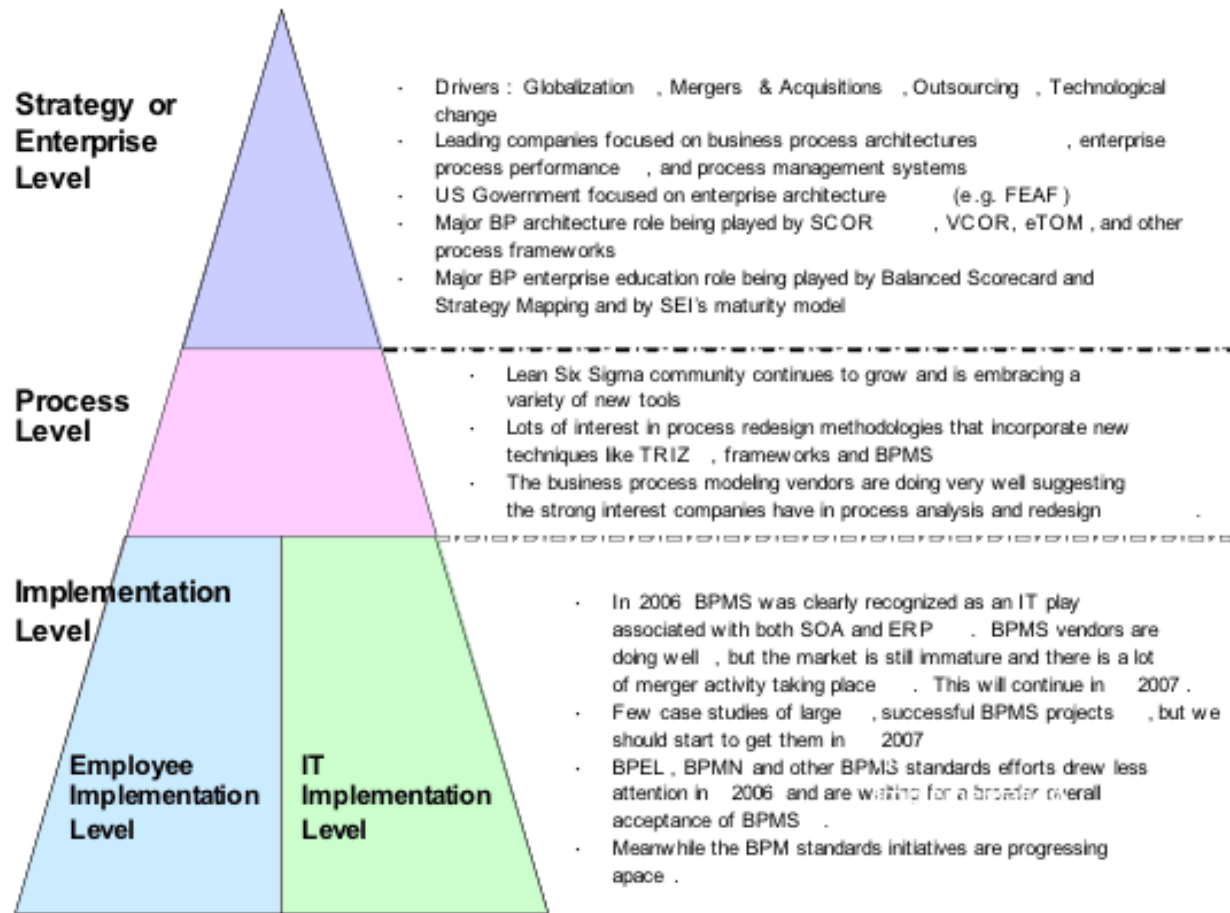 Strategy or
Enterprise
Level
· Drivers : Globalization , Mergers & Acquisitions , Outsourcing , Technological
change
· Leading companies focused on business process architectures , enterprise
process performance , and process management systems
· US Government focused on enterprise architecture (e.g. FEAF )
· Major BP architecture role being played by SCOR , VCOR, eTOM , and other
process frameworks
· Major BP enterprise education role being played by Balanced Scorecard and
Strategy Mapping and by SEI's maturity model
Process
Level
· Lean Six Sigma community continues to grow and is embracing a
variety of new tools
· Lots of interest in process redesign methodologies that incorporate new
techniques like TRIZ , frameworks and BPMS
· The business process modeling vendors are doing very well suggesting
the strong interest companies have in process analysis and redesign .
Implementation
Level
Employee
Implementation
Level
IT
Implementation
Level
· In 2006 BPMS was clearly recognized as an IT play
associated with both SOA and ERP . BPMS vendors are
doing well , but the market is still immature and there is a lot
of merger activity taking place . This will continue in 2007 .
· Few case studies of large , successful BPMS projects , but we
should start to get them in 2007
· BPEL , BPMN and other BPMS standards efforts drew less
attention in 2006 and are waiting for a broader overall
acceptance of BPMS .
· Meanwhile the BPM standards initiatives are progressing
apace .